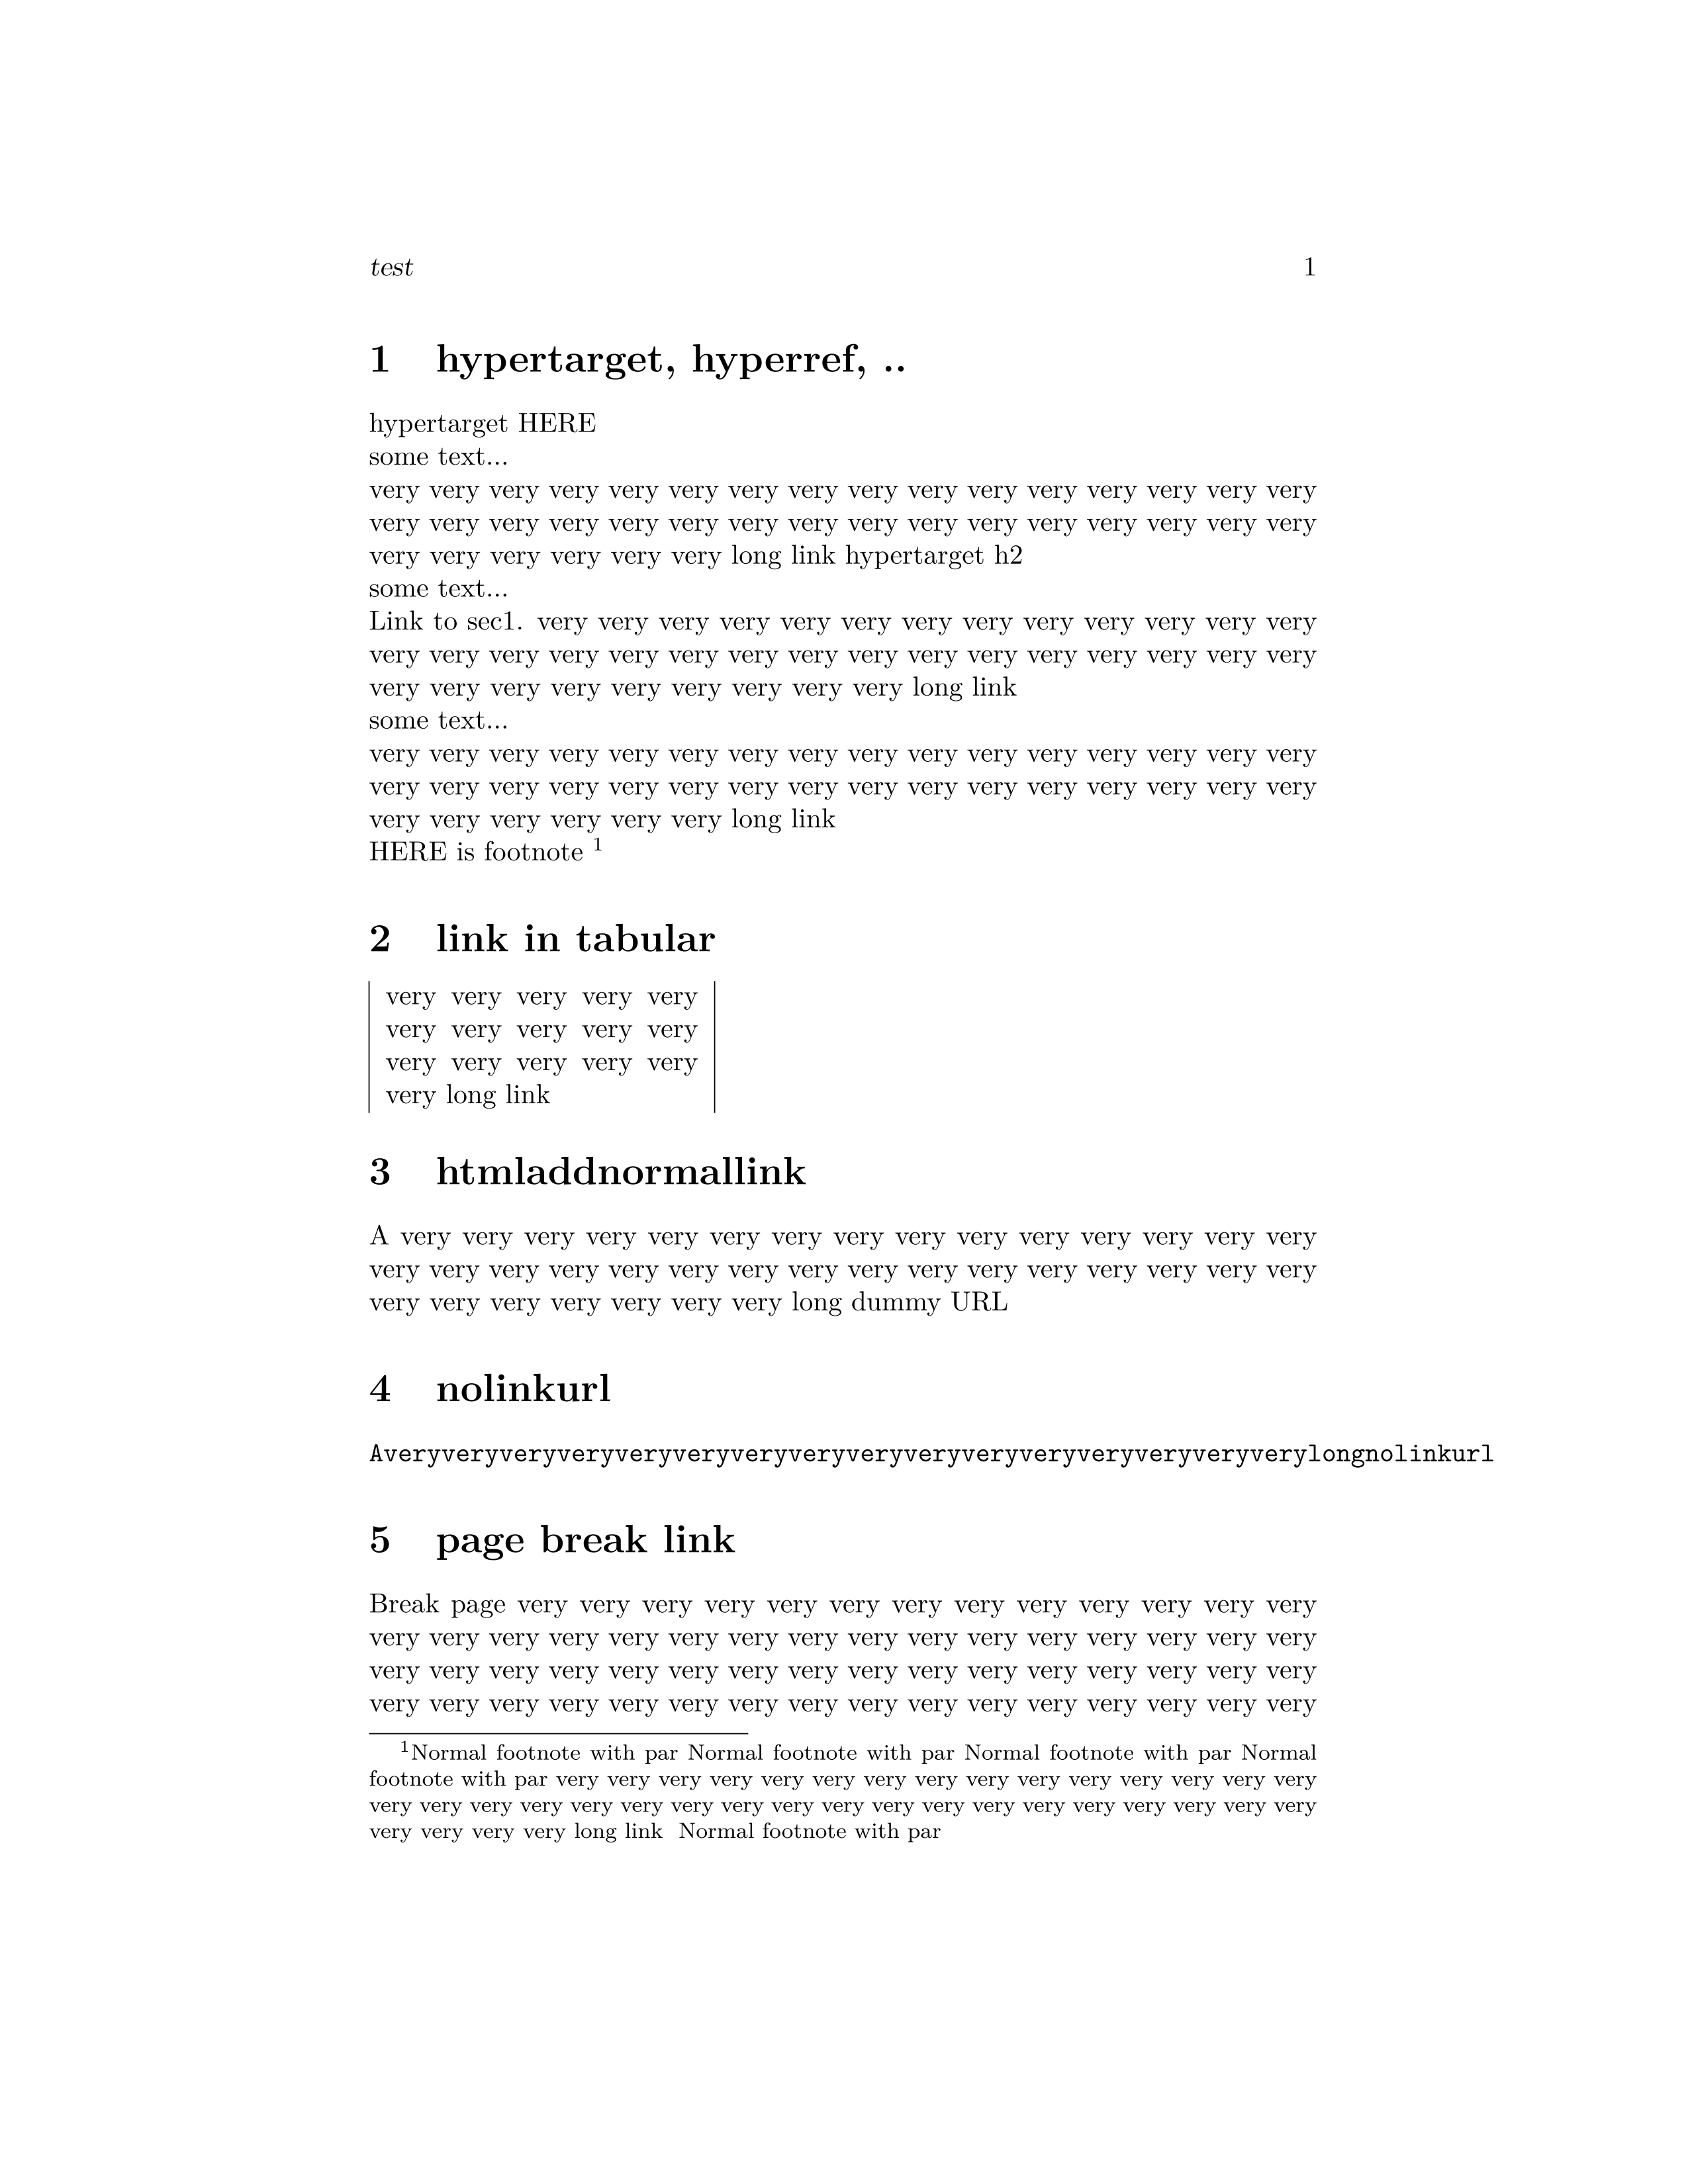 test 1
1 hypertarget, hyperref, ..
hypertarget HERE
some text...
very very very very very very very very very very very very very very very very
very very very very very very very very very very very very very very very very
very very very very very very long link hypertarget h2
some text...
Link to sec1. very very very very very very very very very very very very very
very very very very very very very very very very very very very very very very
very very very very very very very very very long link
some text...
very very very very very very very very very very very very very very very very
very very very very very very very very very very very very very very very very
very very very very very very long link
HERE is footnote 1
2 link in tabular
very very very very very
very very very very very
very very very very very
very long link
3 htmladdnormallink
A very very very very very very very very very very very very very very very
very very very very very very very very very very very very very very very very
very very very very very very very long dummy URL
4 nolinkurl
Averyveryveryveryveryveryveryveryveryveryveryveryveryveryveryverylongnolinkurl
5 page break link
Break page very very very very very very very very very very very very very
very very very very very very very very very very very very very very very very
very very very very very very very very very very very very very very very very
very very very very very very very very very very very very very very very very
1Normal footnote with par Normal footnote with par Normal footnote with par Normal
footnote with par very very very very very very very very very very very very very very very
very very very very very very very very very very very very very very very very very very very
very very very very long link Normal footnote with par